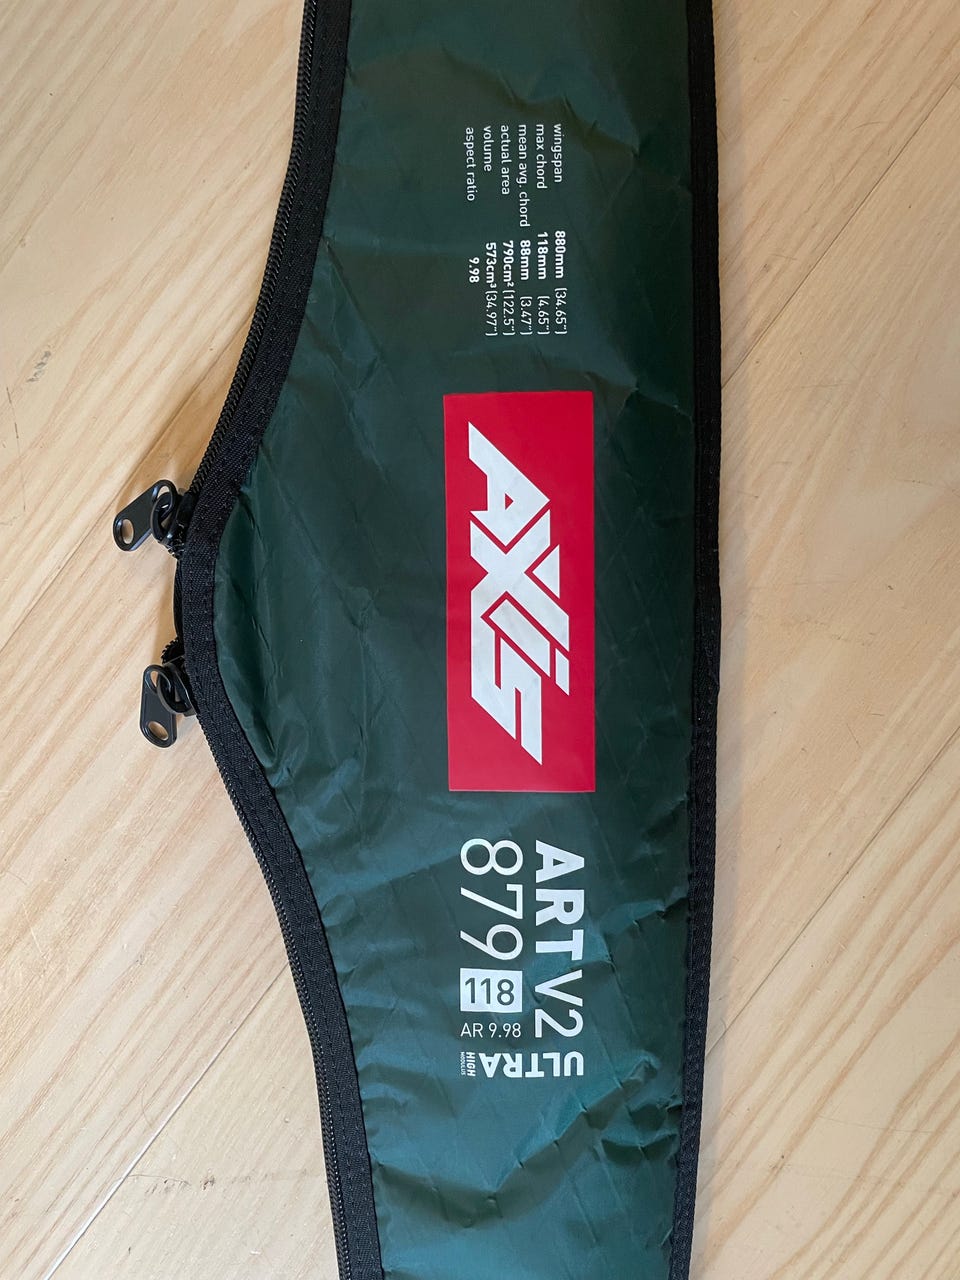 wingspan 880mm (34.65")
max chord 118mm (4.65")
mean avg. chord 88mm (3.47")
actual area 790cm² (122.5")
volume 573cm³ (34.97")
aspect ratio 9.98
AXIS
ART V2
879 118 AR 9.98
ULTRA
HIGH
MODULUS